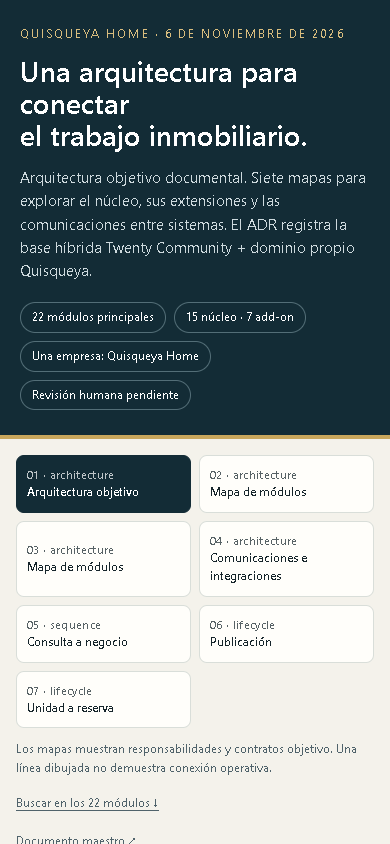 QUISQUEYA HOME · 6 DE NOVIEMBRE DE 2026
Una arquitectura para
conectar
el trabajo inmobiliario.
Arquitectura objetivo documental. Siete mapas para
explorar el núcleo, sus extensiones y las
comunicaciones entre sistemas. El ADR registra la
base híbrida Twenty Community + dominio propio
Quisqueya.
22 módulos principales
15 núcleo · 7 add-on
Una empresa: Quisqueya Home
Revisión humana pendiente
01 · architecture
Arquitectura objetivo
02 · architecture
Mapa de módulos
03 · architecture
Mapa de módulos
04 · architecture
Comunicaciones e
integraciones
05 · sequence
Consulta a negocio
06 · lifecycle
Publicación
07 · lifecycle
Unidad a reserva
Los mapas muestran responsabilidades y contratos objetivo. Una
línea dibujada no demuestra conexión operativa.
Buscar en los 22 módulos ↓
Documento maestro ↗